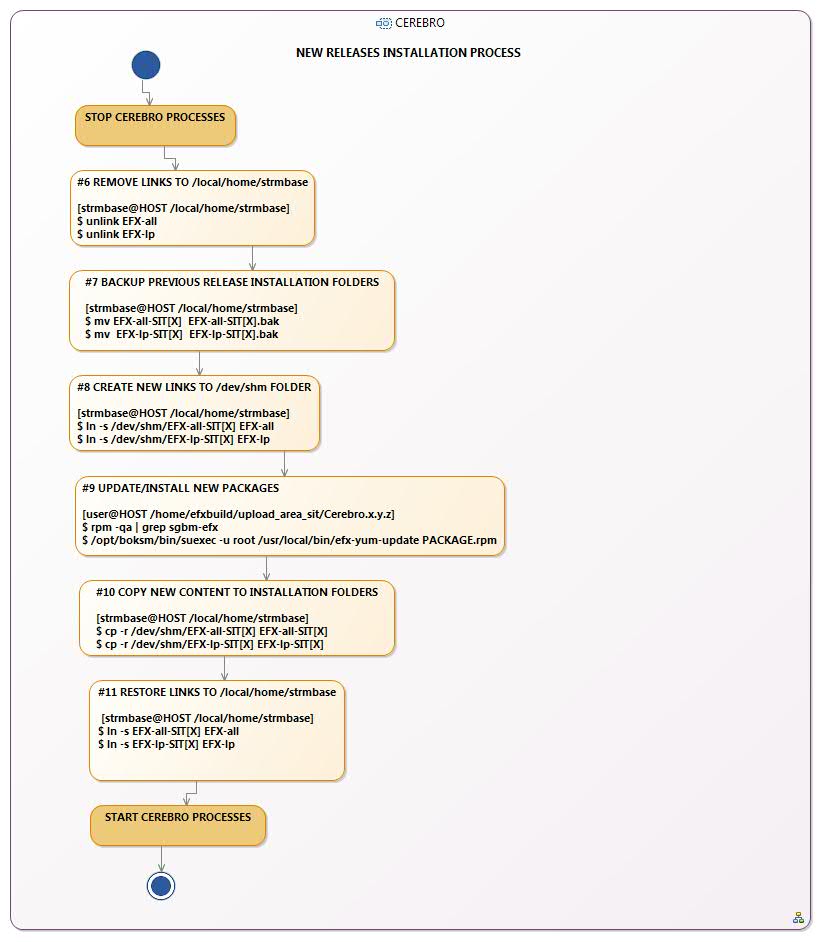 CEREBRO
NEW RELEASES INSTALLATION PROCESS
STOP CEREBRO PROCESSES
#6 REMOVE LINKS TO /local/home/strmbase
[strmbase@HOST /local/home/strmbase]
$ unlink EFX-all
$ unlink EFX-lp
#7 BACKUP PREVIOUS RELEASE INSTALLATION FOLDERS
[strmbase@HOST /local/home/strmbase]
$ mv EFX-all-SIT[X]  EFX-all-SIT[X].bak
$ mv  EFX-lp-SIT[X]  EFX-lp-SIT[X].bak
#8 CREATE NEW LINKS TO /dev/shm FOLDER
[strmbase@HOST /local/home/strmbase]
$ ln -s /dev/shm/EFX-all-SIT[X] EFX-all
$ ln -s /dev/shm/EFX-lp-SIT[X] EFX-lp
#9 UPDATE/INSTALL NEW PACKAGES
[user@HOST /home/efxbuild/upload_area_sit/Cerebro.x.y.z]
$ rpm -qa | grep sgbm-efx
$ /opt/boksm/bin/suexec -u root /usr/local/bin/efx-yum-update PACKAGE.rpm
#10 COPY NEW CONTENT TO INSTALLATION FOLDERS
[strmbase@HOST /local/home/strmbase]
$ cp -r /dev/shm/EFX-all-SIT[X] EFX-all-SIT[X]
$ cp -r /dev/shm/EFX-lp-SIT[X] EFX-lp-SIT[X]
#11 RESTORE LINKS TO /local/home/strmbase
[strmbase@HOST /local/home/strmbase]
$ ln -s EFX-all-SIT[X] EFX-all
$ ln -s EFX-lp-SIT[X] EFX-lp
START CEREBRO PROCESSES